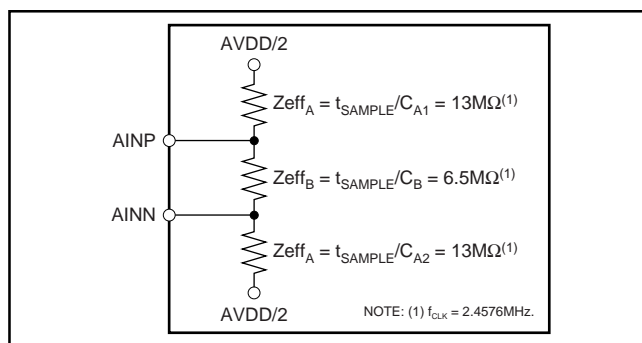 AVDD/2
Zeff_A = t_SAMPLE/C_A1 = 13MΩ(1)
AINP
Zeff_B = t_SAMPLE/C_B = 6.5MΩ(1)
AINN
Zeff_A = t_SAMPLE/C_A2 = 13MΩ(1)
AVDD/2
NOTE: (1) f_CLK = 2.4576MHz.